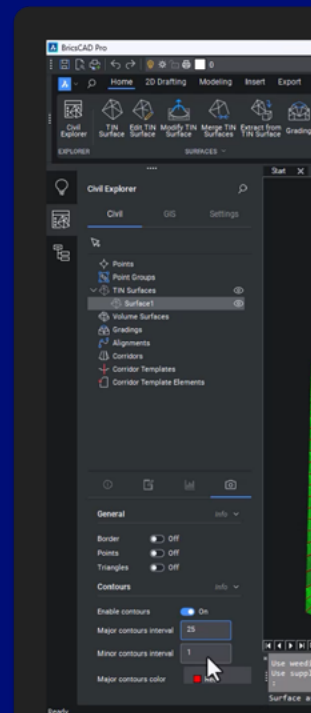 BricsCAD Pro
0
Home 2D Drafting Modeling Insert Export
Civil Explorer
TIN Surface
Edit TIN Surface
Modify TIN Surface
Merge TIN Surfaces
Extract from TIN Surface
Grading
EXPLORER
SURFACES
Start
Civil Explorer
Civil GIS Settings
Points
Point Groups
TIN Surfaces
Surface1
Volume Surfaces
Gradings
Alignments
Corridors
Corridor Templates
Corridor Template Elements
General Info
Border Off
Points Off
Triangles Off
Contours Info
Enable contours On
Major contours interval 25
Minor contours interval 1
Major contours color
Use weedi
Use suppl
:
Surface a
Ready